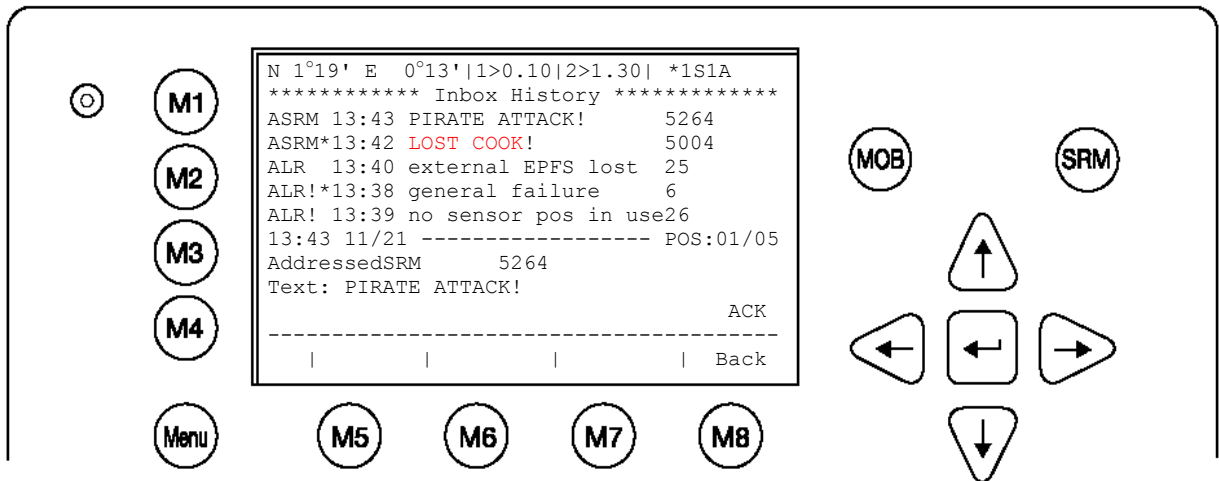 N 1°19' E 0°13'|1>0.10|2>1.30| *1S1A
************ Inbox History *************
ASRM 13:43 PIRATE ATTACK! 5264
ASRM*13:42 LOST COOK! 5004
ALR 13:40 external EPFS lost 25
ALR!*13:38 general failure 6
ALR! 13:39 no sensor pos in use26
13:43 11/21 ------------------ POS:01/05
AddressedSRM 5264
Text: PIRATE ATTACK!
ACK
----------------------------------------
| | | | Back
M1
M2
M3
M4
Menu
M5 M6 M7 M8
MOB SRM